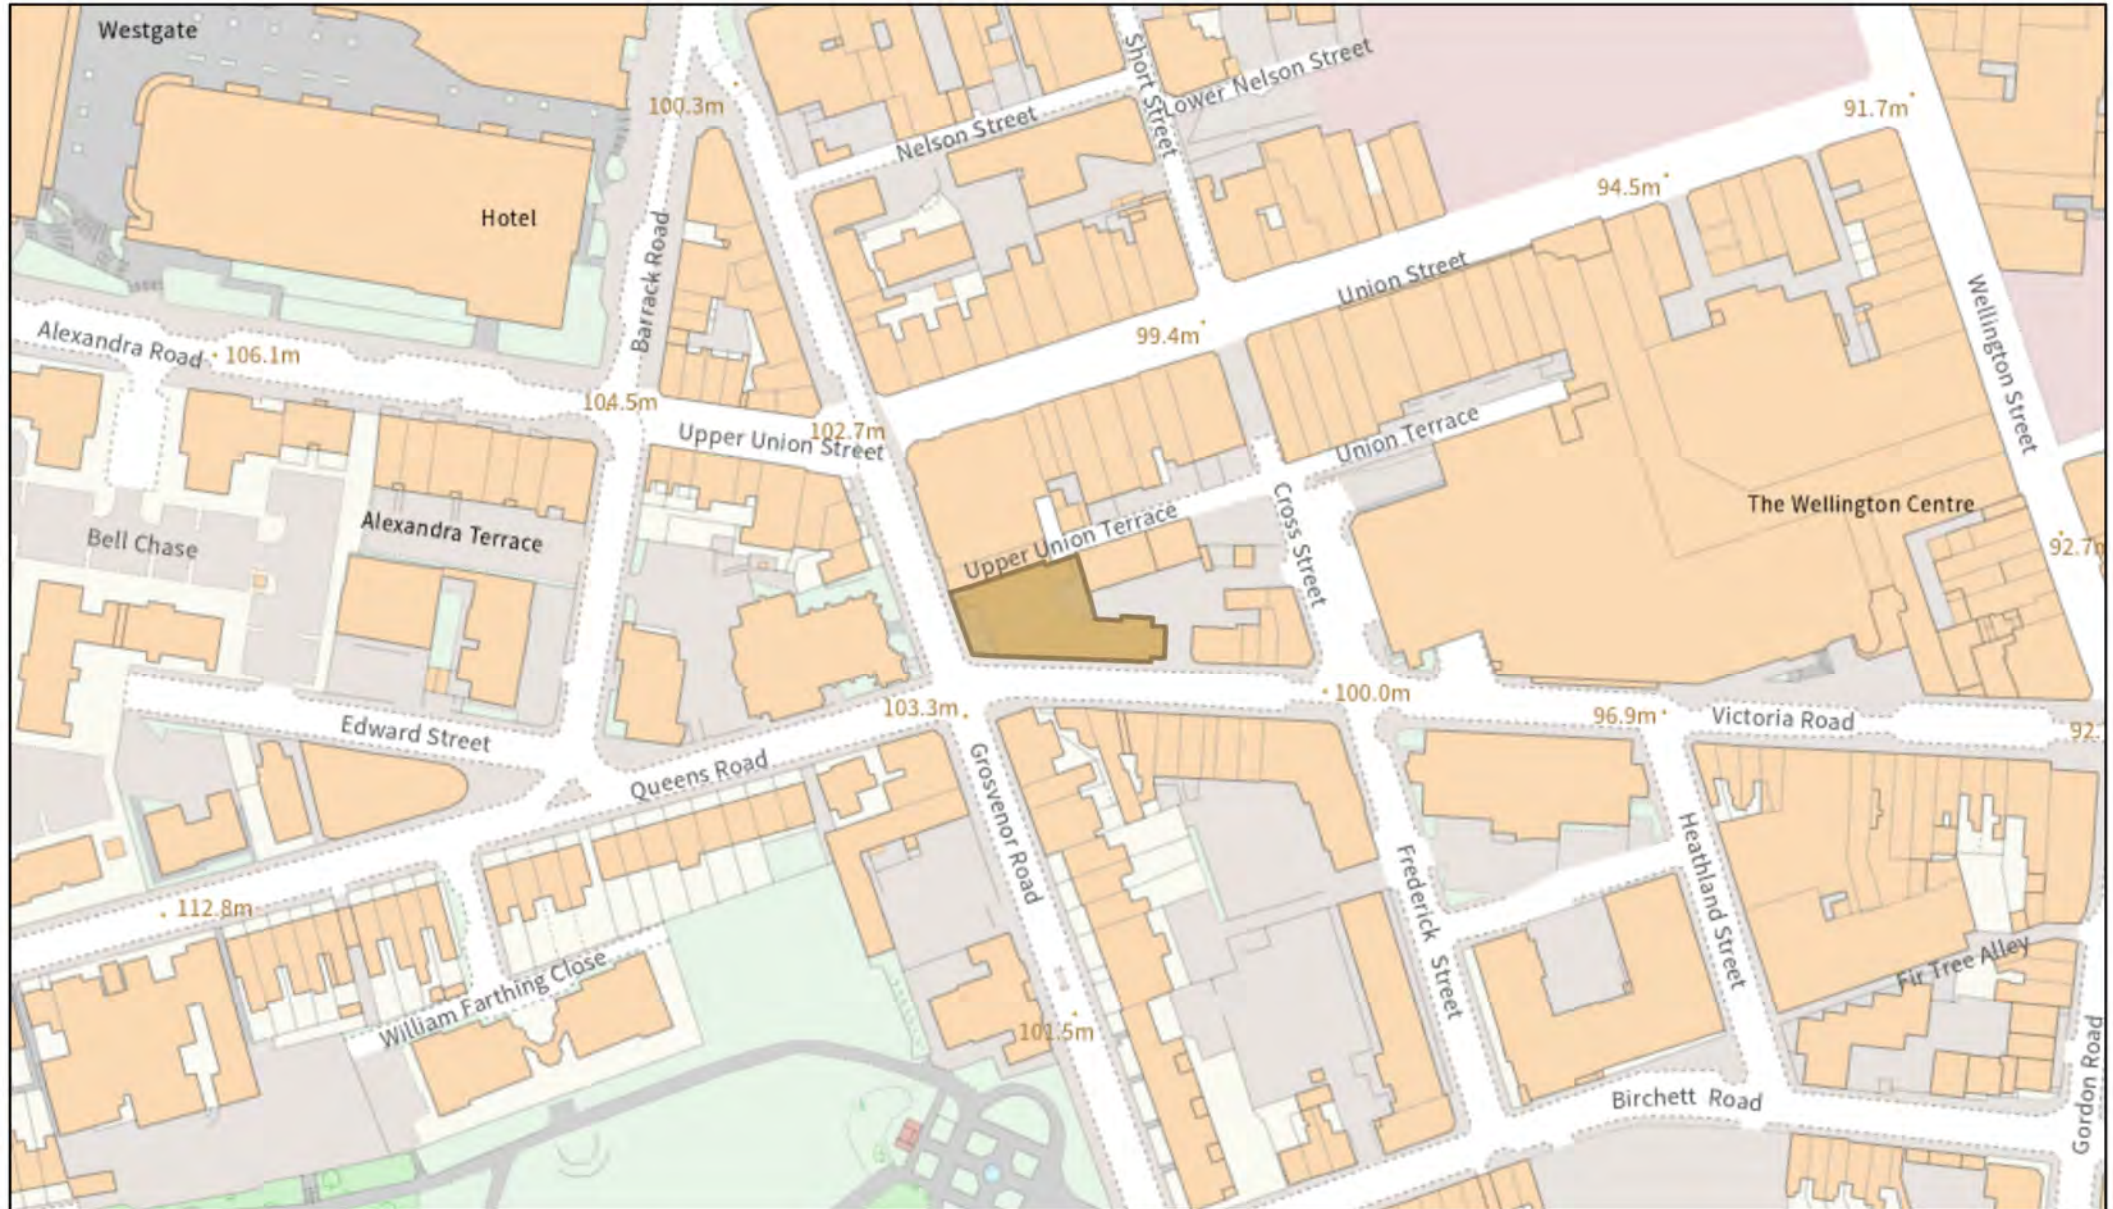 Westgate
100.3m
Short Street
Lower Nelson Street
Nelson Street
91.7m
94.5m
Hotel
Barrack Road
Union Street
Alexandra Road
106.1m
99.4m
Wellington Street
104.5m
102.7m
Upper Union Street
Union Terrace
Alexandra Terrace
Bell Chase
Cross Street
Upper Union Terrace
The Wellington Centre
92.7m
Edward Street
Queens Road
103.3m
100.0m
96.9m
Victoria Road
92.
Grosvenor Road
Frederick Street
Heathland Street
112.8m
William Farthing Close
101.5m
Fir Tree Alley
Birchett Road
Gordon Road